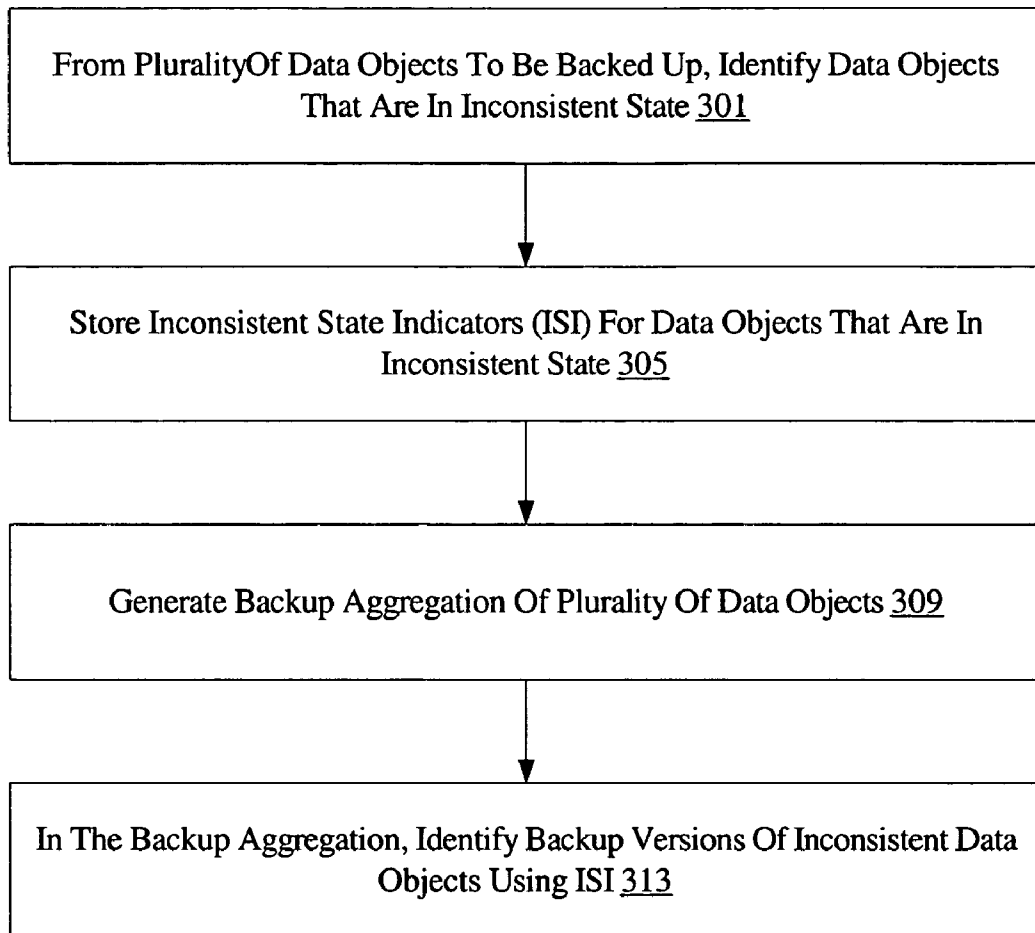 From PluralityOf Data Objects To Be Backed Up, Identify Data Objects
That Are In Inconsistent State 301
Store Inconsistent State Indicators (ISI) For Data Objects That Are In
Inconsistent State 305
Generate Backup Aggregation Of Plurality Of Data Objects 309
In The Backup Aggregation, Identify Backup Versions Of Inconsistent Data
Objects Using ISI 313